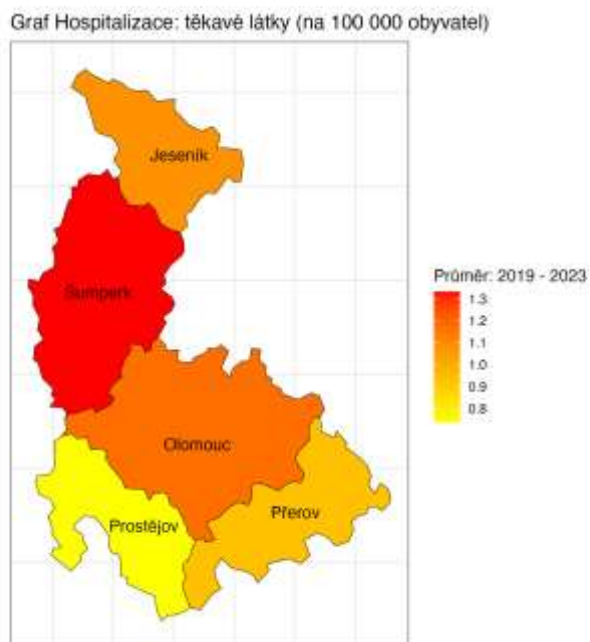 Graf Hospitalizace: těkavé látky (na 100 000 obyvatel)
Jeseník
Šumperk
Průměr: 2019 - 2023
1.3
1.2
1.1
1.0
0.9
0.8
Olomouc
Přerov
Prostějov